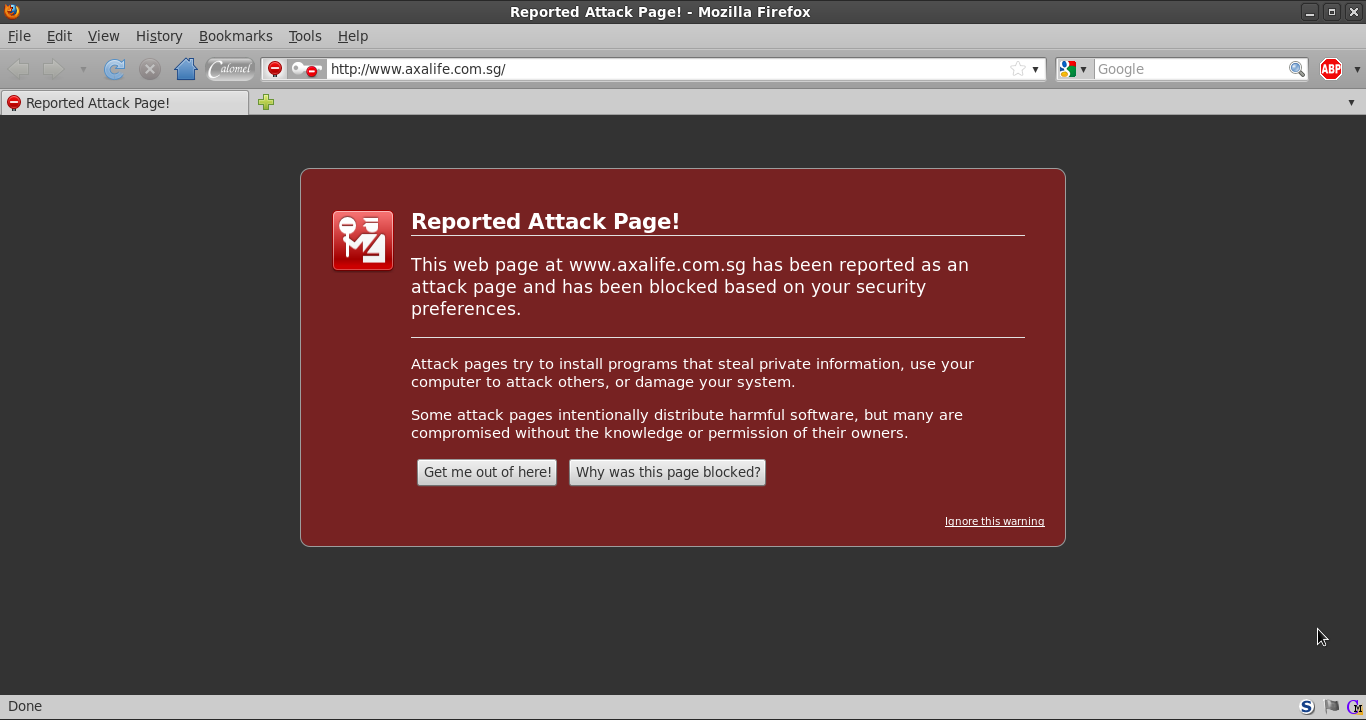 Reported Attack Page! - Mozilla Firefox
File Edit View History Bookmarks Tools Help
Calomel http://www.axalife.com.sg/ Google ABP
Reported Attack Page!
Reported Attack Page!
This web page at www.axalife.com.sg has been reported as an
attack page and has been blocked based on your security
preferences.
Attack pages try to install programs that steal private information, use your
computer to attack others, or damage your system.
Some attack pages intentionally distribute harmful software, but many are
compromised without the knowledge or permission of their owners.
Get me out of here! Why was this page blocked?
Ignore this warning
Done S